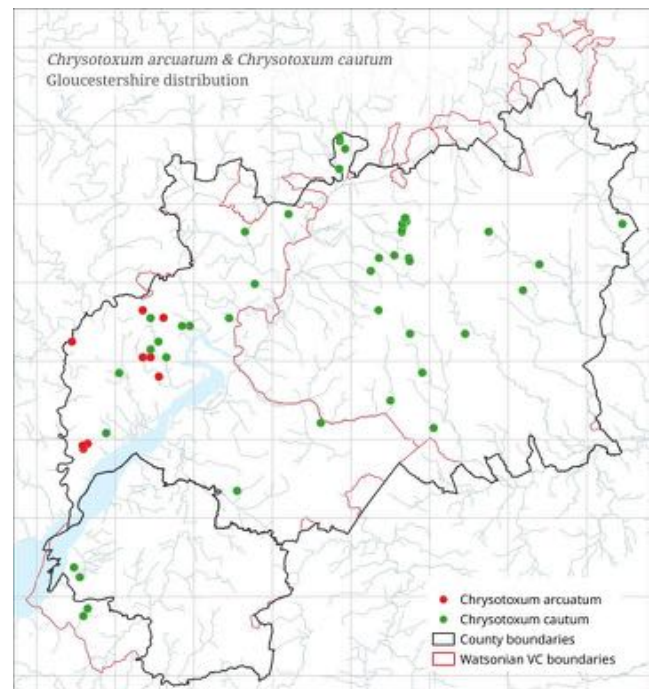 Chrysotoxum arcuatum & Chrysotoxum cautum
Gloucestershire distribution
Chrysotoxum arcuatum
Chrysotoxum cautum
County boundaries
Watsonian VC boundaries